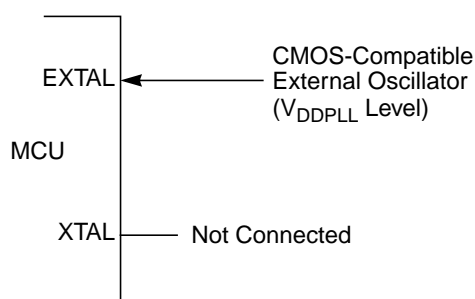 EXTAL
CMOS-Compatible
External Oscillator
(VDDPLL Level)
MCU
XTAL
Not Connected